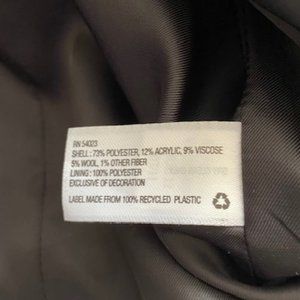 RN 54003
SHELL : 73% POLYESTER, 12% ACRYLIC, 9% VISCOSE
5% WOOL, 1% OTHER FIBER
LINING : 100% POLYESTER
EXCLUSIVE OF DECORATION
LABEL MADE FROM 100% RECYCLED PLASTIC